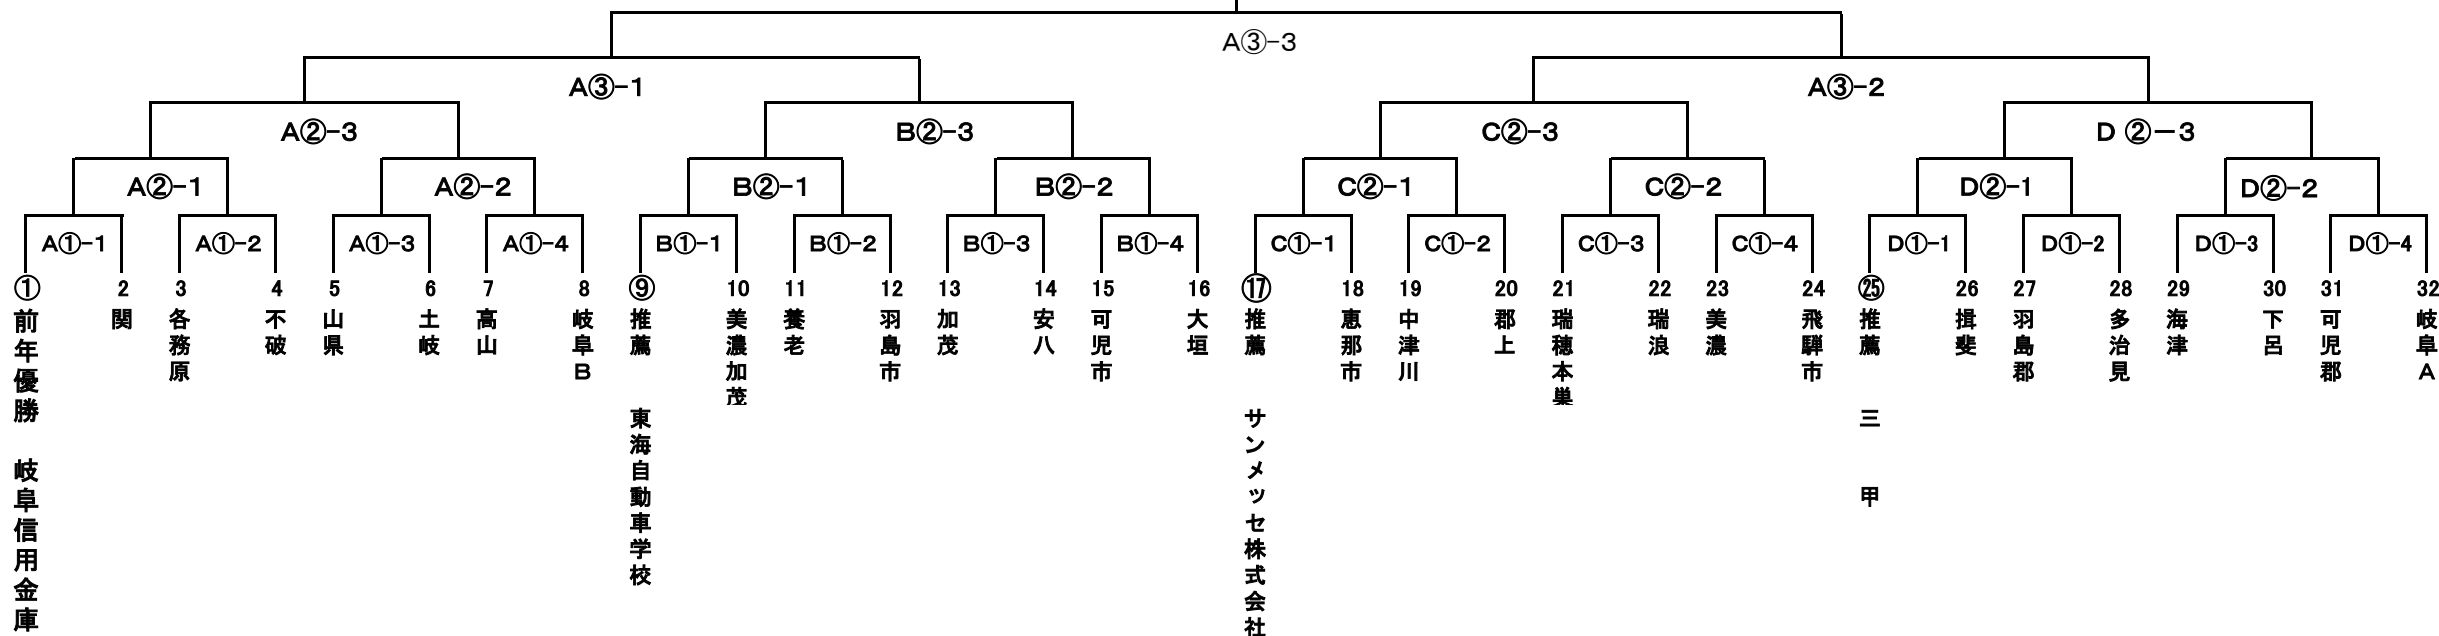 A③-3
A③-1
A③-2
A②-3
B②-3
C②-3
D ②－3
A②-1
A②-2
B②-1
B②-2
C②-1
C②-2
D②-1
D②-2
A①-1
A①-2
A①-3
A①-4
B①-1
B①-2
B①-3
B①-4
C①-1
C①-2
C①-3
C①-4
D①-1
D①-2
D①-3
D①-4
① 前年優勝 岐阜信用金庫
2 関
3 各務原
4 不破
5 山県
6 土岐
7 高山
8 岐阜B
⑨ 推薦 東海自動車学校
10 美濃加茂
11 養老
12 羽島市
13 加茂
14 安八
15 可児市
16 大垣
⑰ 推薦 サンメッセ株式会社
18 恵那市
19 中津川
20 郡上
21 瑞穂本巣
22 瑞浪
23 美濃
24 飛騨市
㉕ 推薦 三甲
26 揖斐
27 羽島郡
28 多治見
29 海津
30 下呂
31 可児郡
32 岐阜A